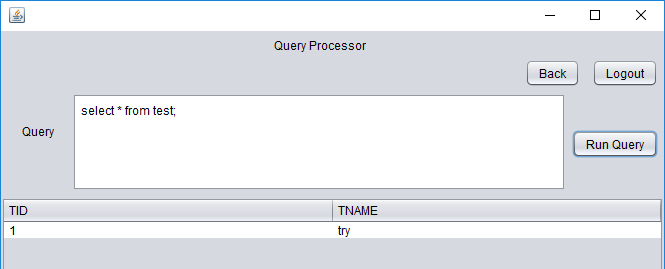 Query Processor
Back Logout
Query
select * from test;
Run Query
TID TNAME
1 try